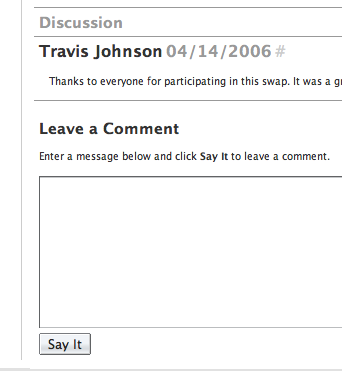 Discussion
Travis Johnson 04/14/2006 #
Thanks to everyone for participating in this swap. It was a
Leave a Comment
Enter a message below and click Say It to leave a comment.
Say It